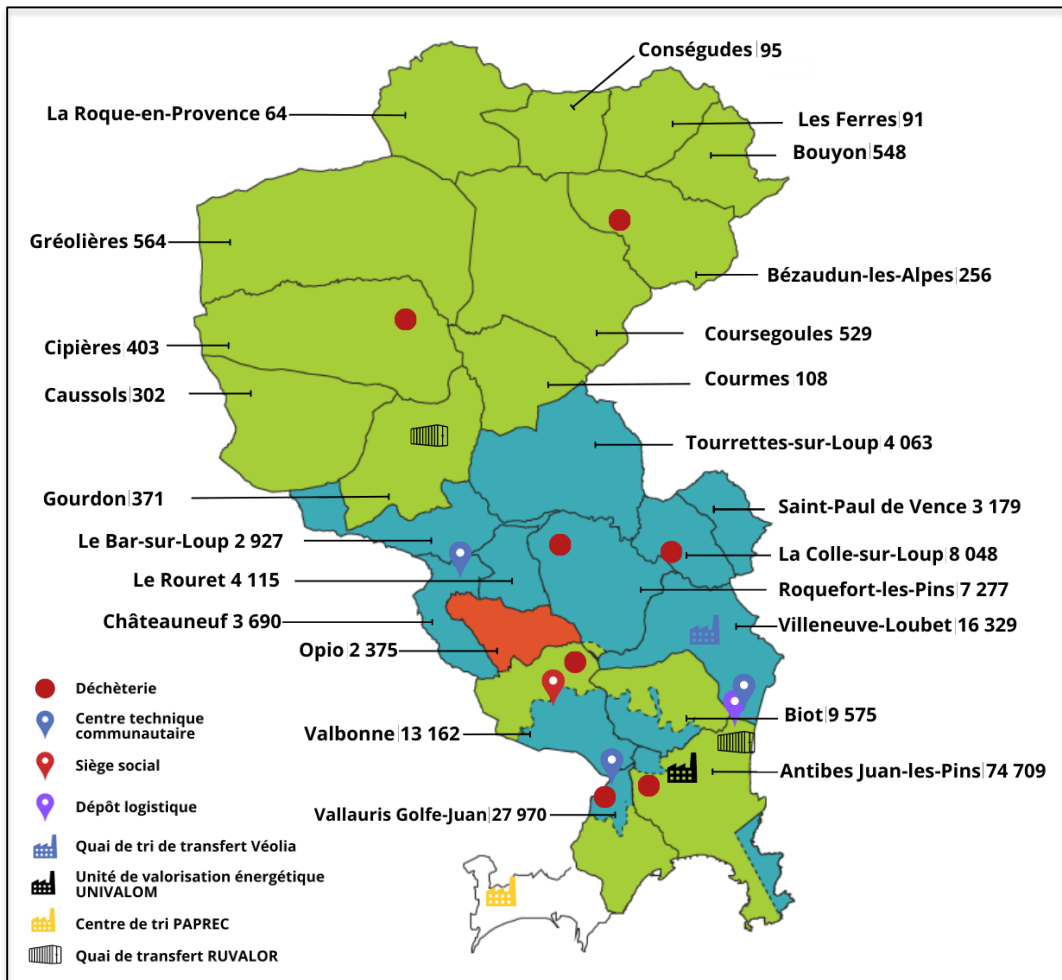 Conségudes 95
La Roque-en-Provence 64
Les Ferres 91
Bouyon 548
Gréolières 564
Bézaudun-les-Alpes 256
Coursegoules 529
Cipières 403
Courmes 108
Caussols 302
Tourrettes-sur-Loup 4 063
Gourdon 371
Saint-Paul de Vence 3 179
Le Bar-sur-Loup 2 927
La Colle-sur-Loup 8 048
Le Rouret 4 115
Roquefort-les-Pins 7 277
Châteauneuf 3 690
Villeneuve-Loubet 16 329
Opio 2 375
Biot 9 575
Valbonne 13 162
Antibes Juan-les-Pins 74 709
Vallauris Golfe-Juan 27 970
Déchèterie
Centre technique
communautaire
Siège social
Dépôt logistique
Quai de tri de transfert Véolia
Unité de valorisation énergétique
UNIVALOM
Centre de tri PAPREC
Quai de transfert RUVALOR